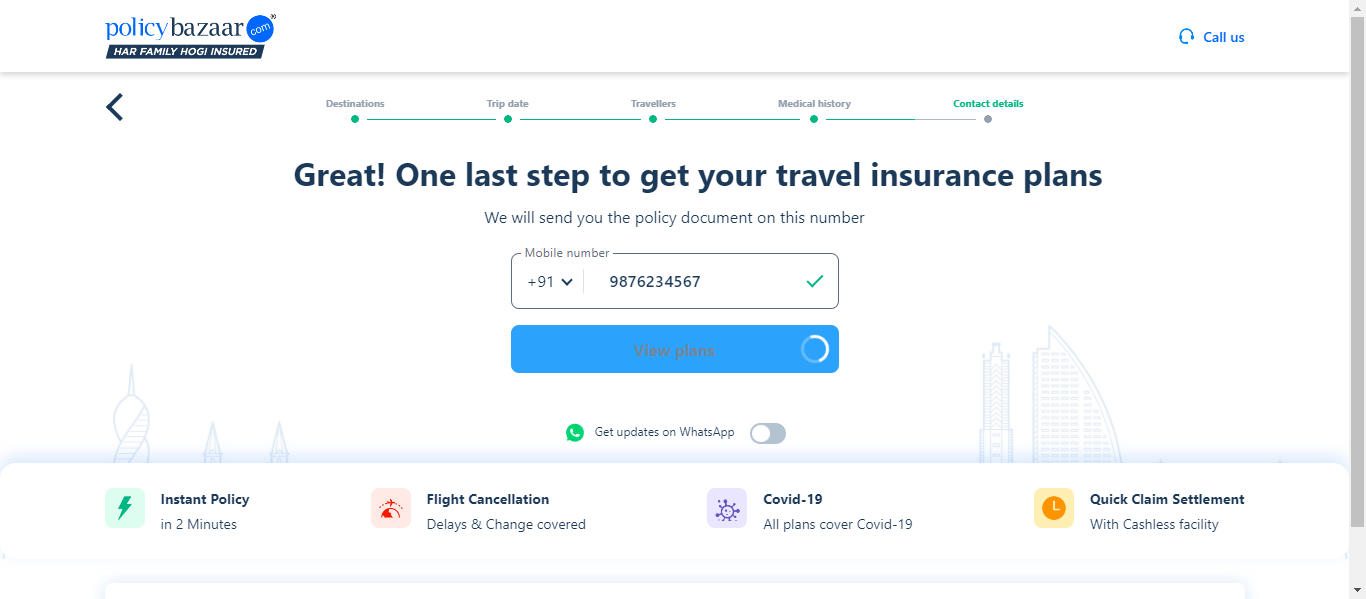 policybazaar.com®
HAR FAMILY HOGI INSURED
Call us
Destinations
Trip date
Travellers
Medical history
Contact details
Great! One last step to get your travel insurance plans
We will send you the policy document on this number
Mobile number
+91
9876234567
View plans
Get updates on WhatsApp
Instant Policy
in 2 Minutes
Flight Cancellation
Delays & Change covered
Covid-19
All plans cover Covid-19
Quick Claim Settlement
With Cashless facility